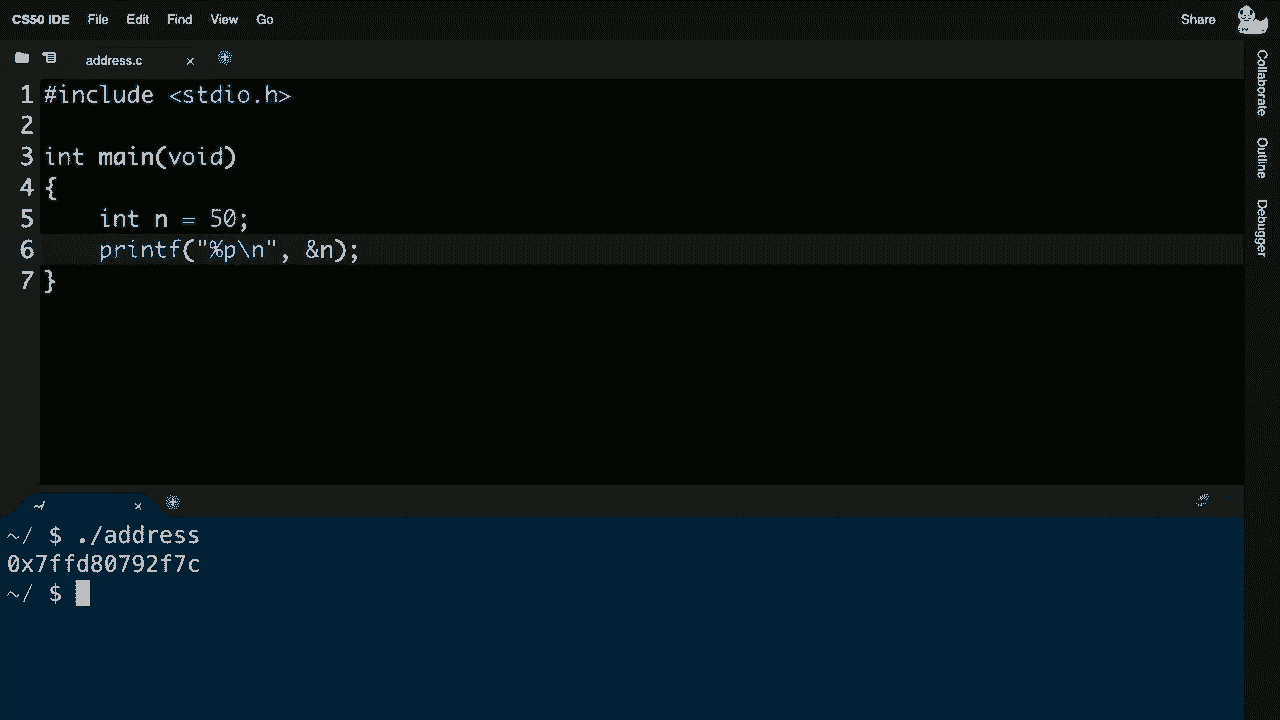 CS50 IDE File Edit Find View Go Share
address.c x
1 #include <stdio.h>
2
3 int main(void)
4 {
5     int n = 50;
6     printf("%p\n", &n);
7 }
Collaborate
Outline
Debugger
~/ x
~/ $ ./address
0x7ffd80792f7c
~/ $